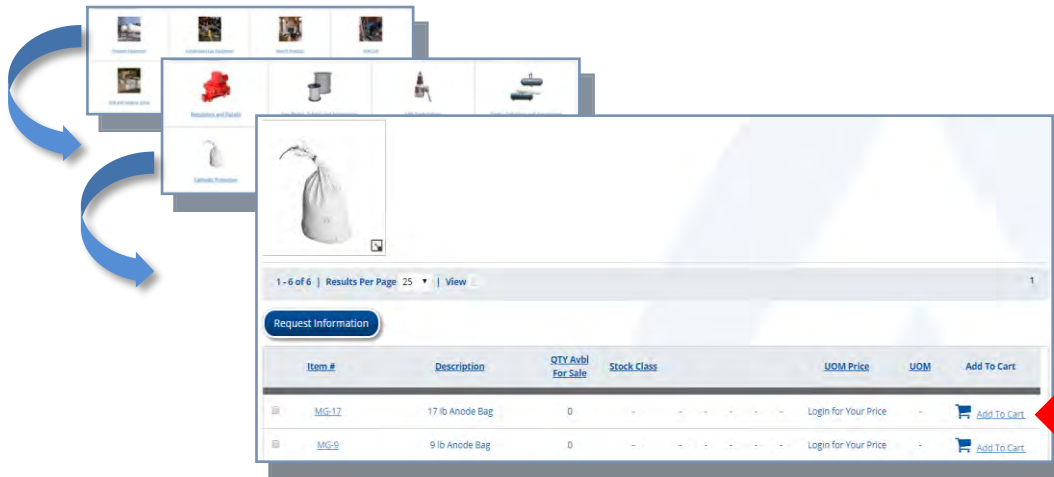 Regulators and Pigtails
Cathodic Protection
1 - 6 of 6 | Results Per Page 25 ▼ | View
1
Request Information
Item # Description QTY Avbl For Sale Stock Class UOM Price UOM Add To Cart
MG-17 17 lb Anode Bag 0 - - - - - - Login for Your Price - Add To Cart
MG-9 9 lb Anode Bag 0 - - - - - - Login for Your Price - Add To Cart